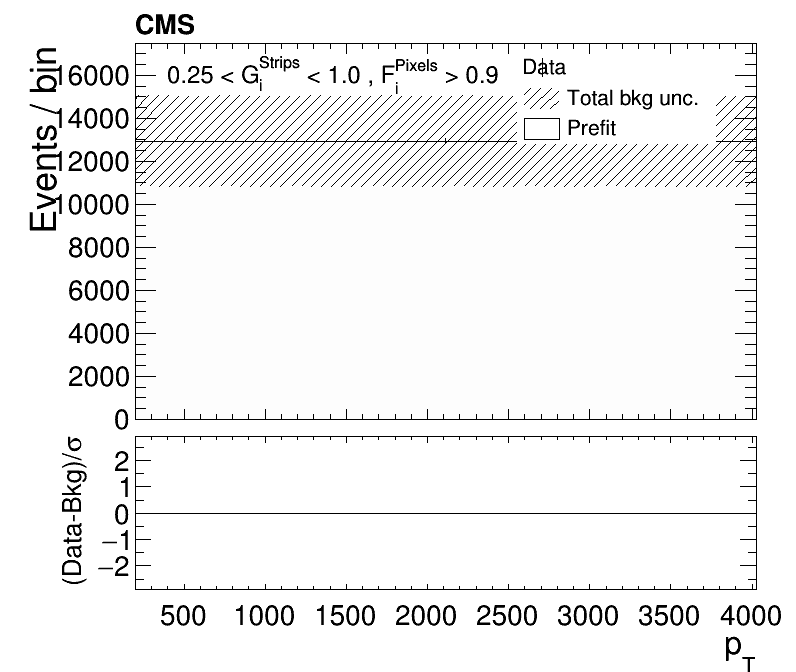 CMS
Events / bin
16000
14000
12000
10000
8000
6000
4000
2000
0
0.25 < G_i^Strips < 1.0 , F_i^Pixels > 0.9
Data
Total bkg unc.
Prefit
(Data-Bkg)/σ
2
1
0
−1
−2
500 1000 1500 2000 2500 3000 3500 4000
p_T